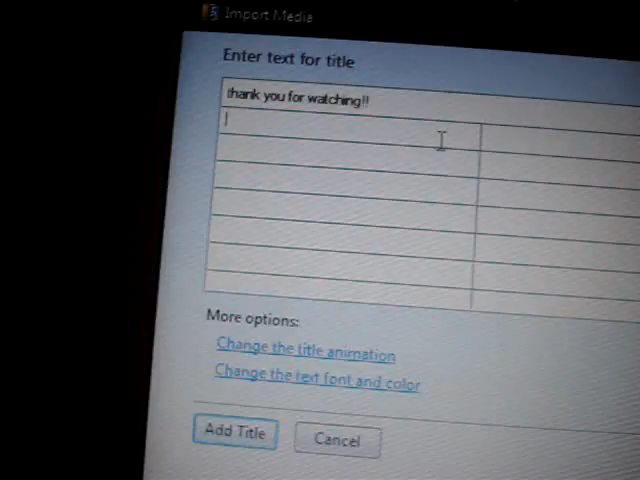 Import Media
Enter text for title
thank you for watching!!
More options:
Change the title animation
Change the text font and color
Add Title
Cancel